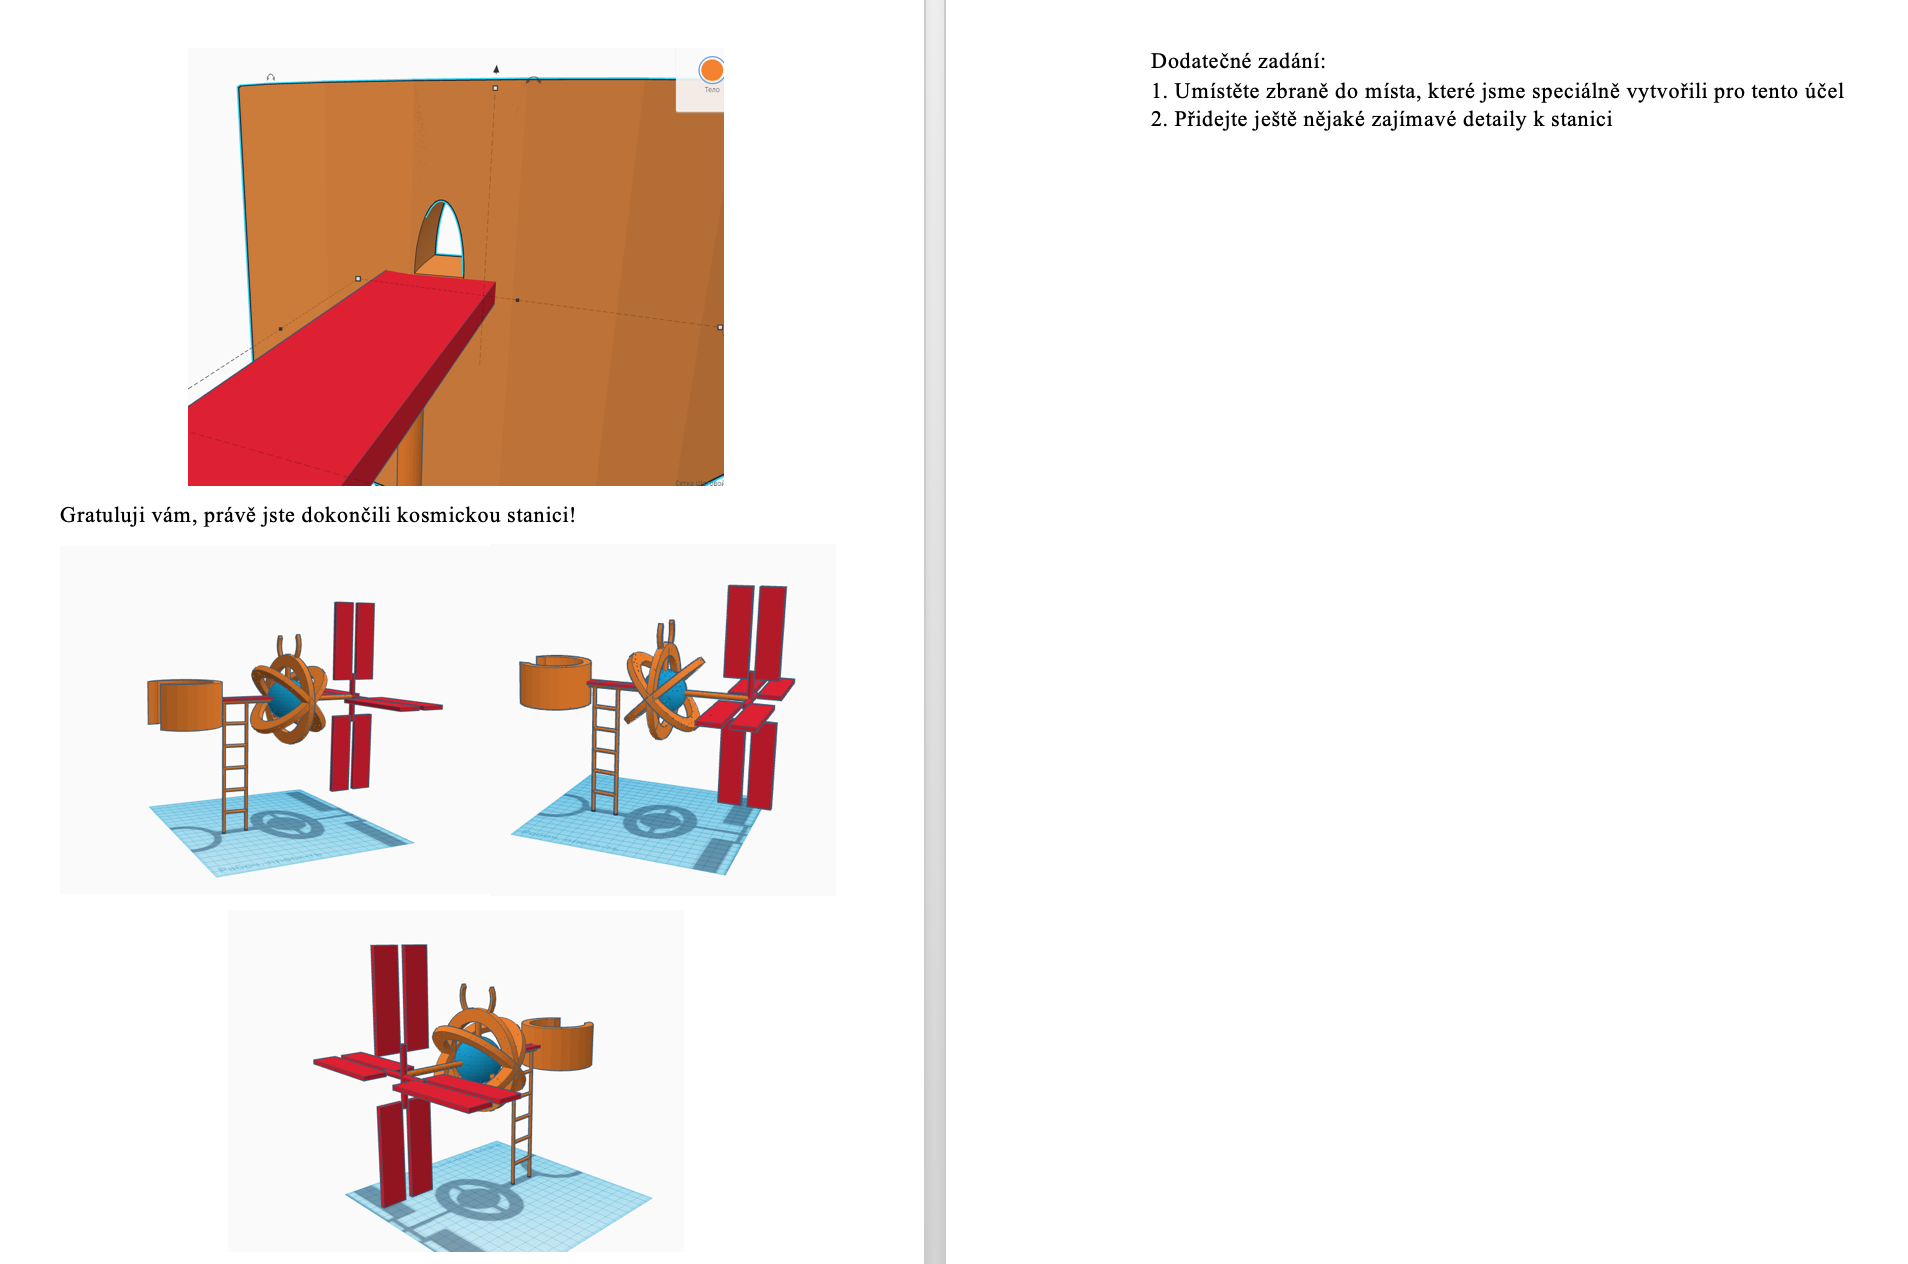 Тело
Gratuluji vám, právě jste dokončili kosmickou stanici!
Dodatečné zadání:
1. Umístěte zbraně do místa, které jsme speciálně vytvořili pro tento účel
2. Přidejte ještě nějaké zajímavé detaily k stanici